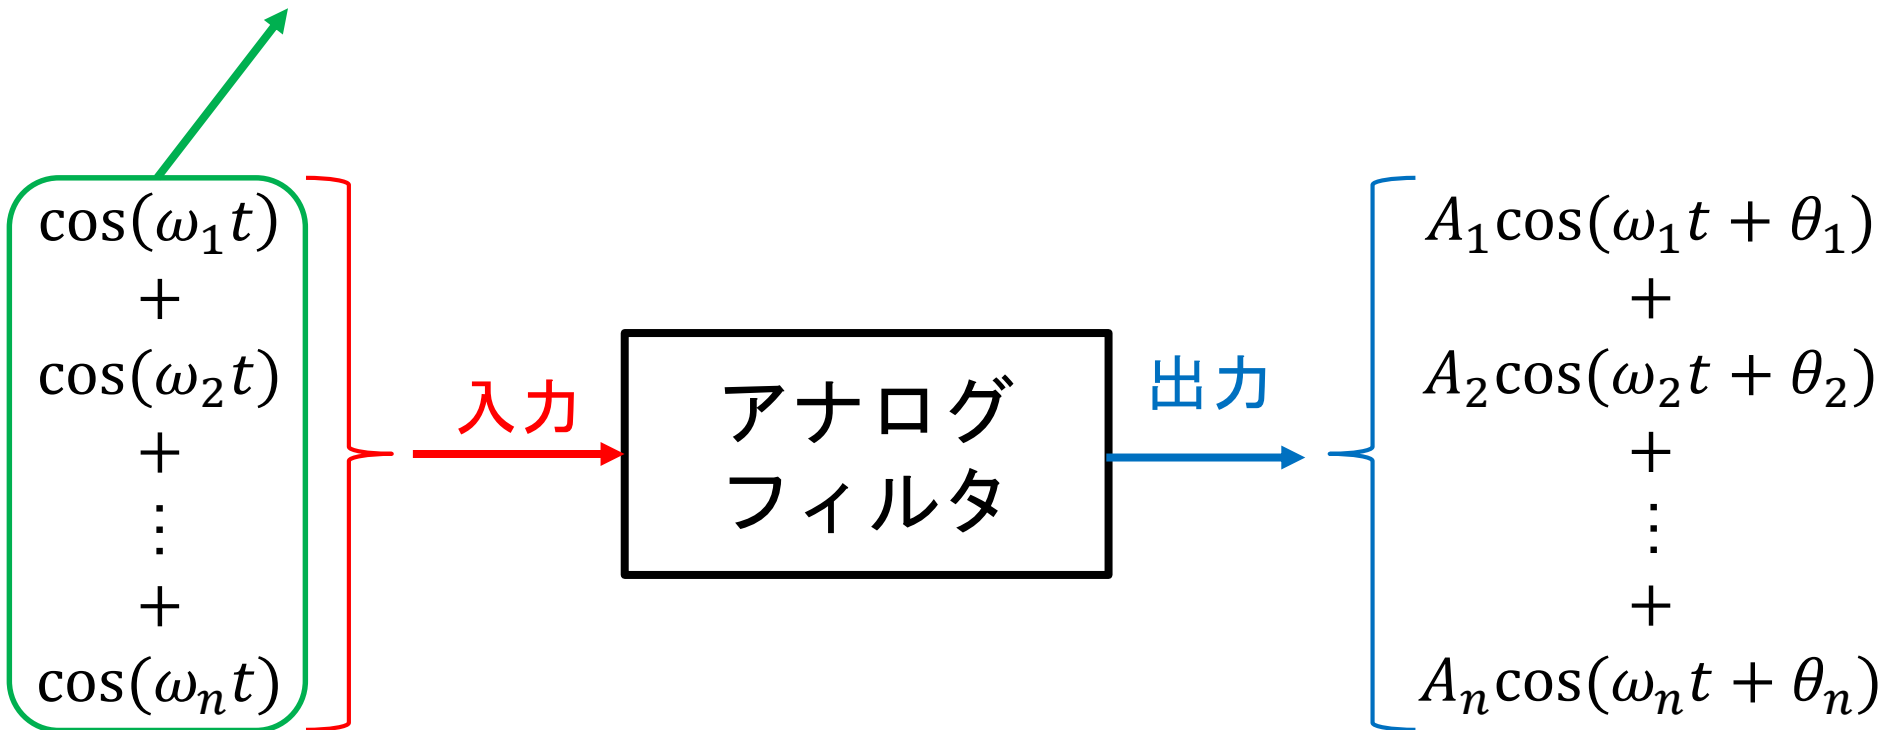 cos(ω₁t)
+
cos(ω₂t)
+
⋮
+
cos(ωₙt)
入力
アナログ
フィルタ
出力
A₁cos(ω₁t + θ₁)
+
A₂cos(ω₂t + θ₂)
+
⋮
+
Aₙcos(ωₙt + θₙ)